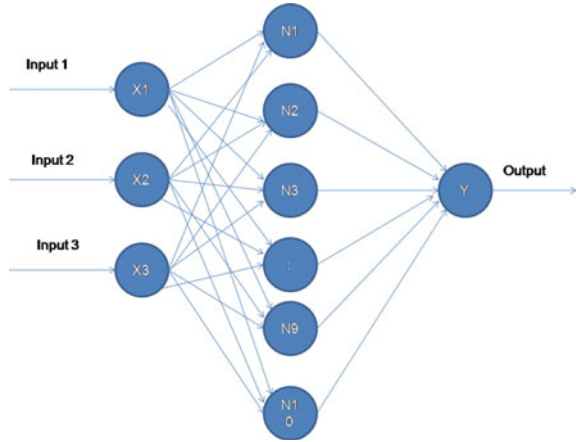 N1
Input 1
X1
N2
Input 2
X2
N3
Y
Output
Input 3
X3
:
N9
N1
0